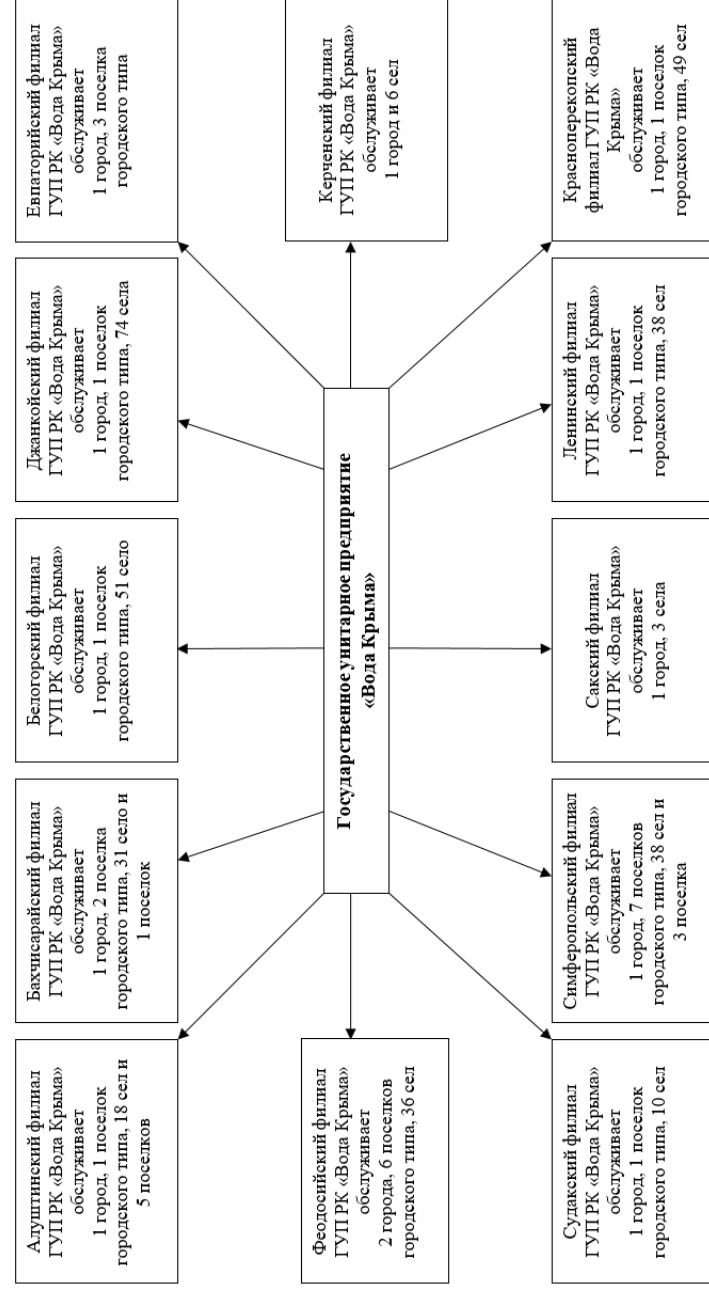 Алуштинский филиал
ГУП РК «Вода Крыма»
обслуживает
1 город, 1 поселок
городского типа, 18 сел и
5 поселков
Бахчисарайский филиал
ГУП РК «Вода Крыма»
обслуживает
1 город, 2 поселка
городского типа, 31 село и
1 поселок
Белогорский филиал
ГУП РК «Вода Крыма»
обслуживает
1 город, 1 поселок
городского типа, 51 село
Джанкойский филиал
ГУП РК «Вода Крыма»
обслуживает
1 город, 1 поселок
городского типа, 74 села
Евпаторийский филиал
ГУП РК «Вода Крыма»
обслуживает
1 город, 3 поселка
городского типа
Феодосийский филиал
ГУП РК «Вода Крыма»
обслуживает
2 города, 6 поселков
городского типа, 36 сел
Государственное унитарное предприятие
«Вода Крыма»
Керченский филиал
ГУП РК «Вода Крыма»
обслуживает
1 город и 6 сел
Судакский филиал
ГУП РК «Вода Крыма»
обслуживает
1 город, 1 поселок
городского типа, 10 сел
Симферопольский филиал
ГУП РК «Вода Крыма»
обслуживает
1 город, 7 поселков
городского типа, 38 сел и
3 поселка
Сакский филиал
ГУП РК «Вода Крыма»
обслуживает
1 город, 3 села
Ленинский филиал
ГУП РК «Вода Крыма»
обслуживает
1 город, 1 поселок
городского типа, 38 сел
Красноперекопский
филиал ГУП РК «Вода
Крыма»
обслуживает
1 город, 1 поселок
городского типа, 49 сел